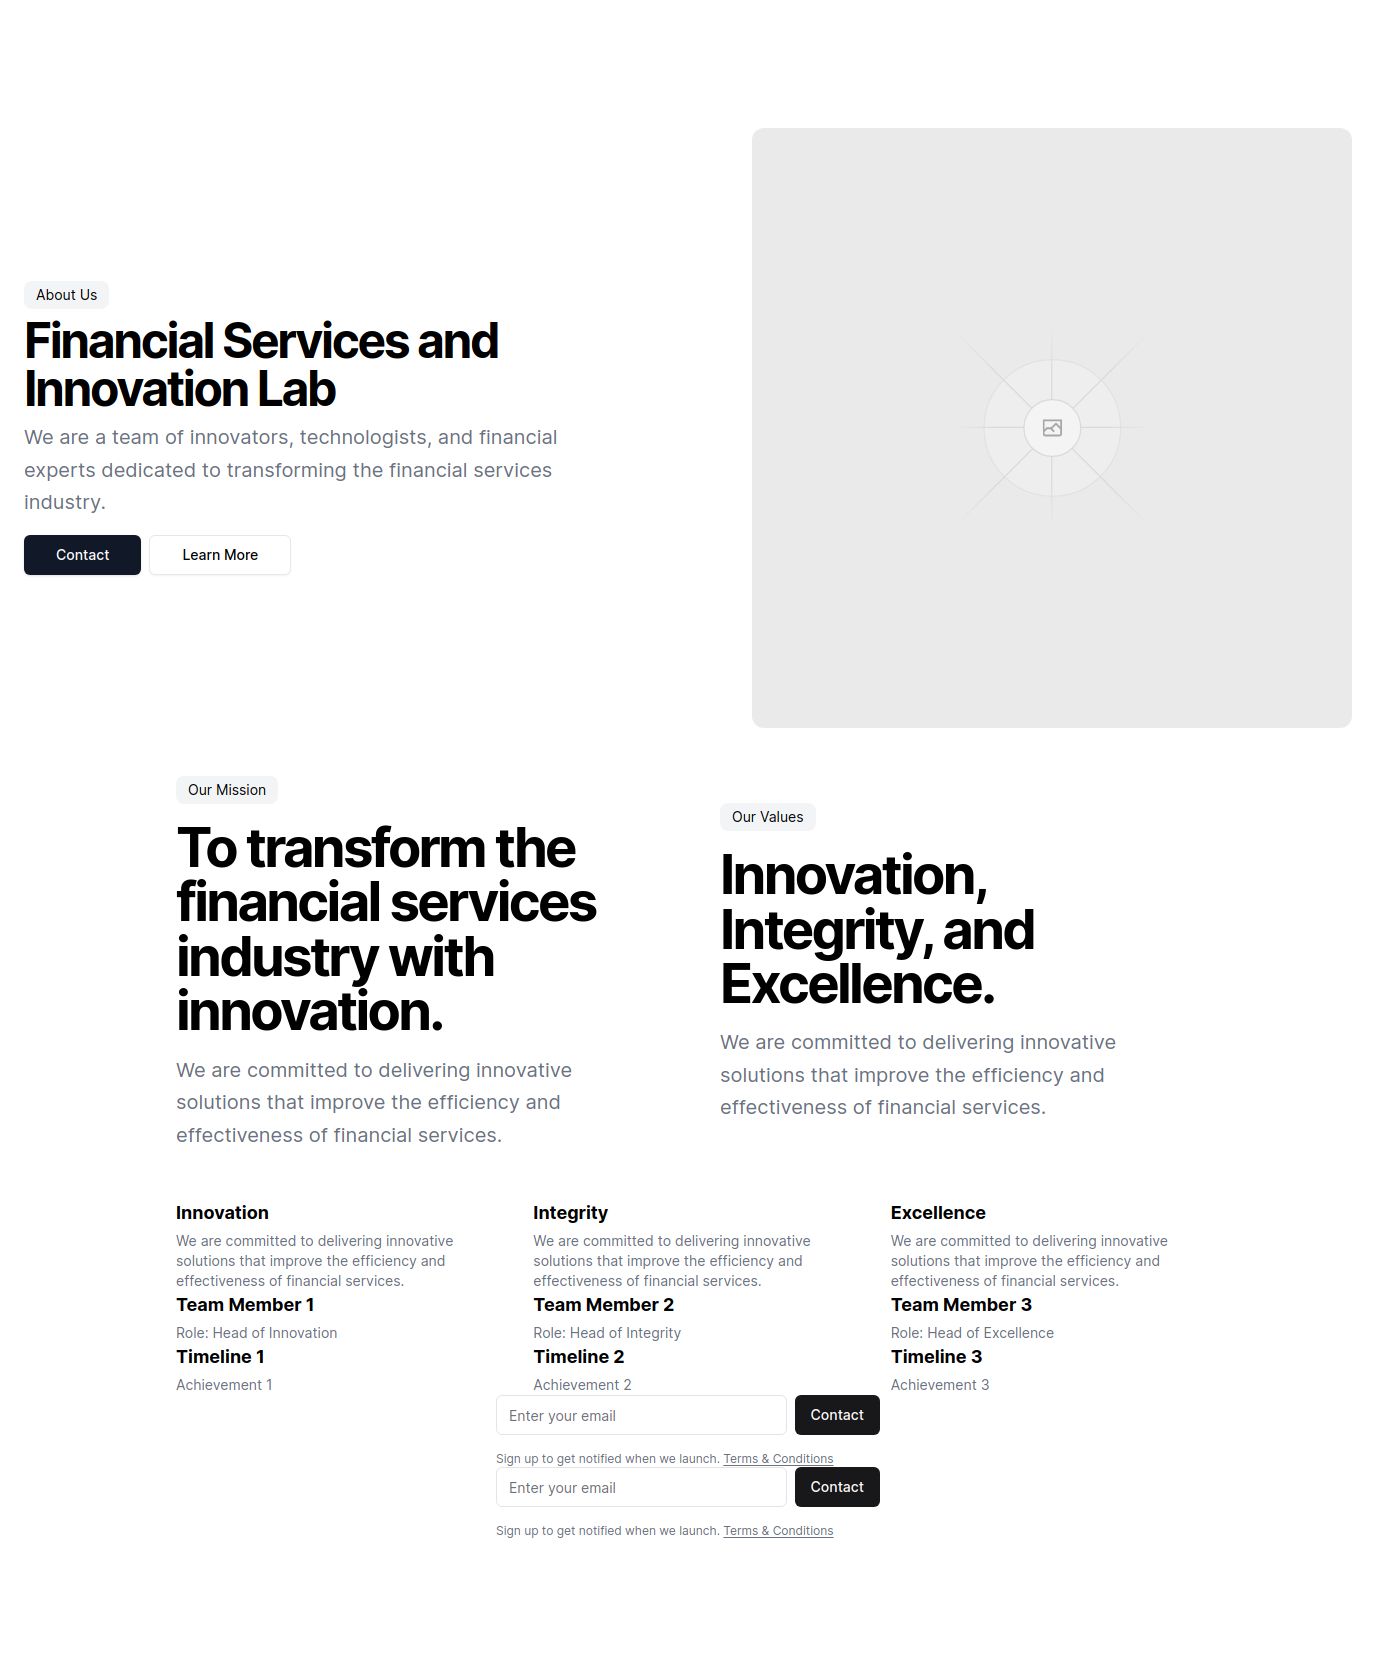 About Us
Financial Services and
Innovation Lab
We are a team of innovators, technologists, and financial
experts dedicated to transforming the financial services
industry.
Contact
Learn More
Our Mission
To transform the
financial services
industry with
innovation.
We are committed to delivering innovative
solutions that improve the efficiency and
effectiveness of financial services.
Our Values
Innovation,
Integrity, and
Excellence.
We are committed to delivering innovative
solutions that improve the efficiency and
effectiveness of financial services.
Innovation
We are committed to delivering innovative
solutions that improve the efficiency and
effectiveness of financial services.
Integrity
We are committed to delivering innovative
solutions that improve the efficiency and
effectiveness of financial services.
Excellence
We are committed to delivering innovative
solutions that improve the efficiency and
effectiveness of financial services.
Team Member 1
Role: Head of Innovation
Team Member 2
Role: Head of Integrity
Team Member 3
Role: Head of Excellence
Timeline 1
Achievement 1
Timeline 2
Achievement 2
Timeline 3
Achievement 3
Enter your email
Contact
Sign up to get notified when we launch. Terms & Conditions
Enter your email
Contact
Sign up to get notified when we launch. Terms & Conditions